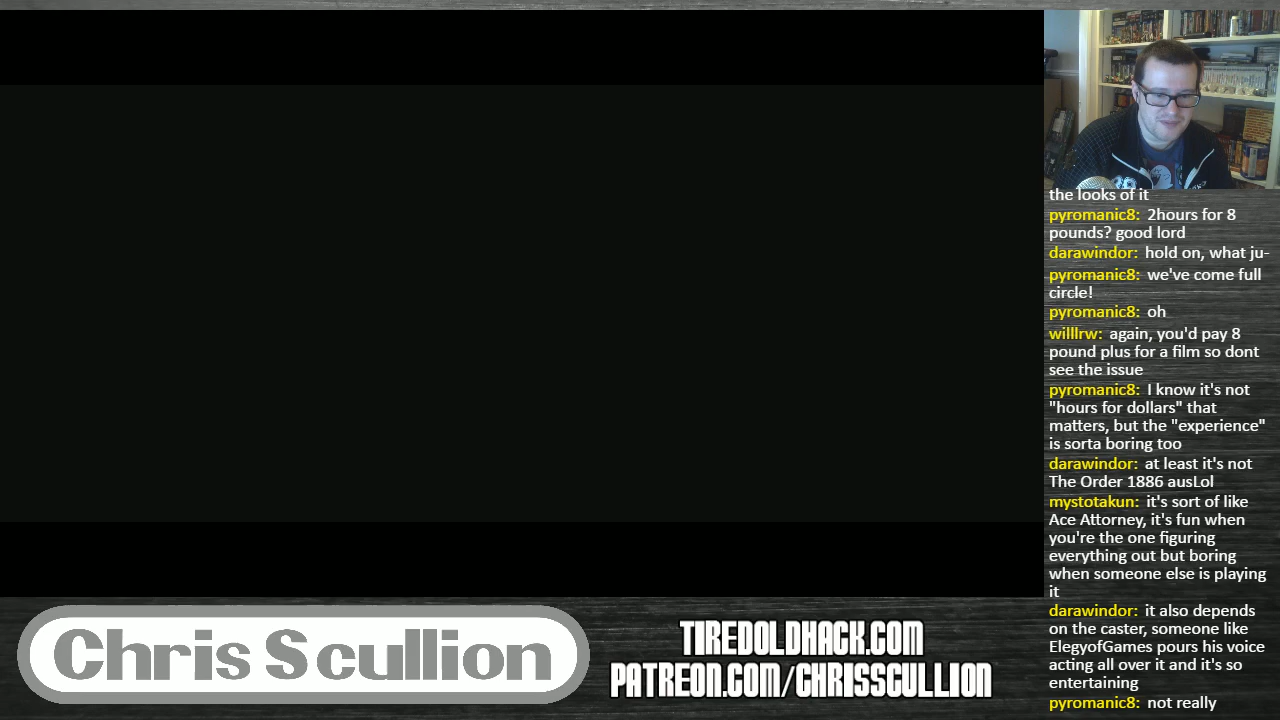 the looks of it
pyromanic8: 2hours for 8
pounds? good lord
darawindor: hold on, what ju-
pyromanic8: we've come full
circle!
pyromanic8: oh
willlrw: again, you'd pay 8
pound plus for a film so dont
see the issue
pyromanic8: I know it's not
"hours for dollars" that
matters, but the "experience"
is sorta boring too
darawindor: at least it's not
The Order 1886 ausLol
mystotakun: it's sort of like
Ace Attorney, it's fun when
you're the one figuring
everything out but boring
when someone else is playing
it
darawindor: it also depends
on the caster, someone like
ElegyofGames pours his voice
acting all over it and it's so
entertaining
pyromanic8: not really
Chris Scullion
TIREDOLDHACK.COM
PATREON.COM/CHRISSCULLION